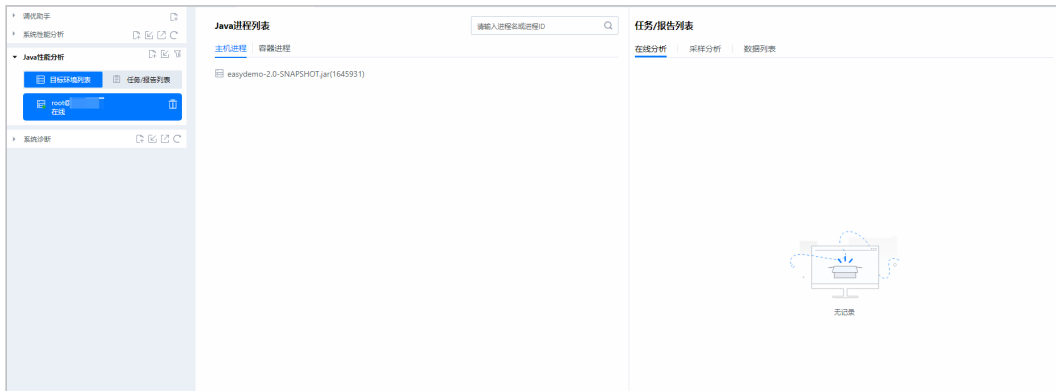 调优助手
系统性能分析
Java性能分析
目标环境列表
任务/报告列表
root@
在线
系统诊断
Java进程列表
请输入进程名或进程ID
主机进程
容器进程
easydemo-2.0-SNAPSHOT.jar(1645931)
任务/报告列表
在线分析
采样分析
数据列表
无记录